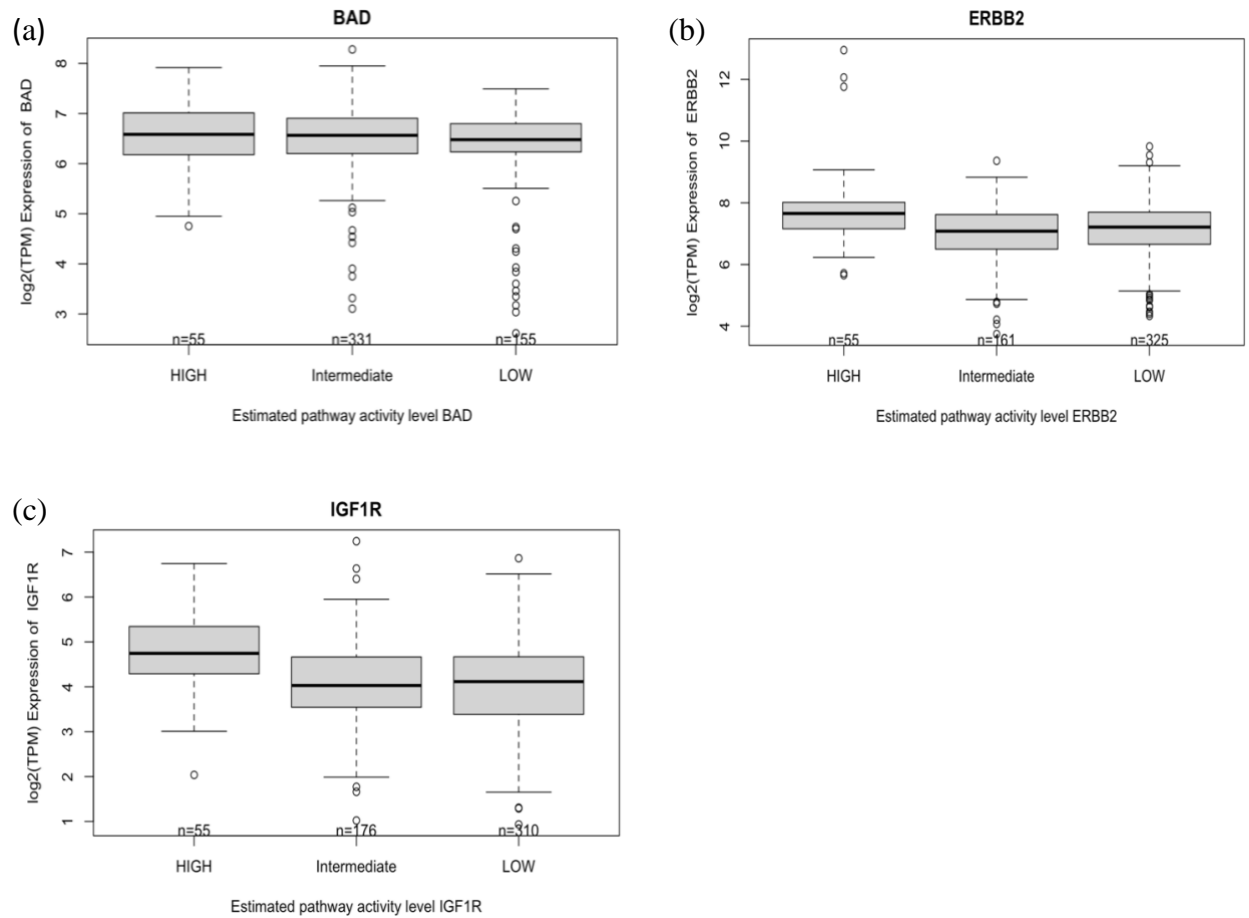 (a)
BAD
log2(TPM) Expression of BAD
8
7
6
5
4
3
n=55 n=331 n=155
HIGH Intermediate LOW
Estimated pathway activity level BAD
(b)
ERBB2
log2(TPM) Expression of ERBB2
12
10
8
6
4
n=55 n=161 n=325
HIGH Intermediate LOW
Estimated pathway activity level ERBB2
(c)
IGF1R
log2(TPM) Expression of IGF1R
7
6
5
4
3
2
1
n=55 n=176 n=310
HIGH Intermediate LOW
Estimated pathway activity level IGF1R